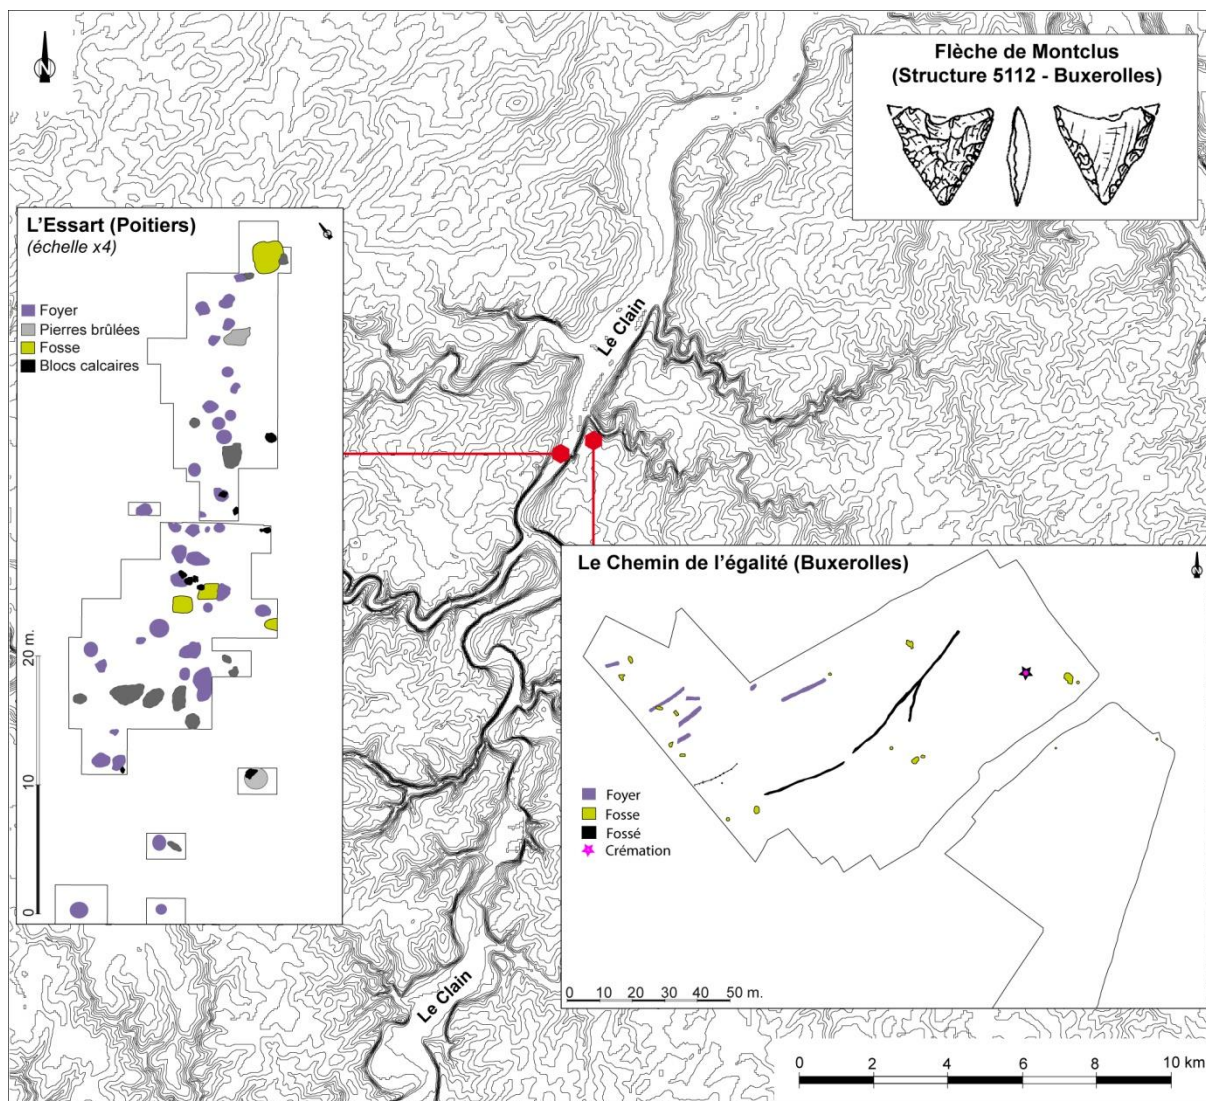 N
Flèche de Montclus
(Structure 5112 - Buxerolles)
L'Essart (Poitiers)
(échelle x4)
N
Foyer
Pierres brûlées
Fosse
Blocs calcaires
20 m.
10
0
Le Clain
Le Chemin de l'égalité (Buxerolles)
N
Foyer
Fosse
Fossé
Crémation
0 10 20 30 40 50 m.
Le Clain
0 2 4 6 8 10 km